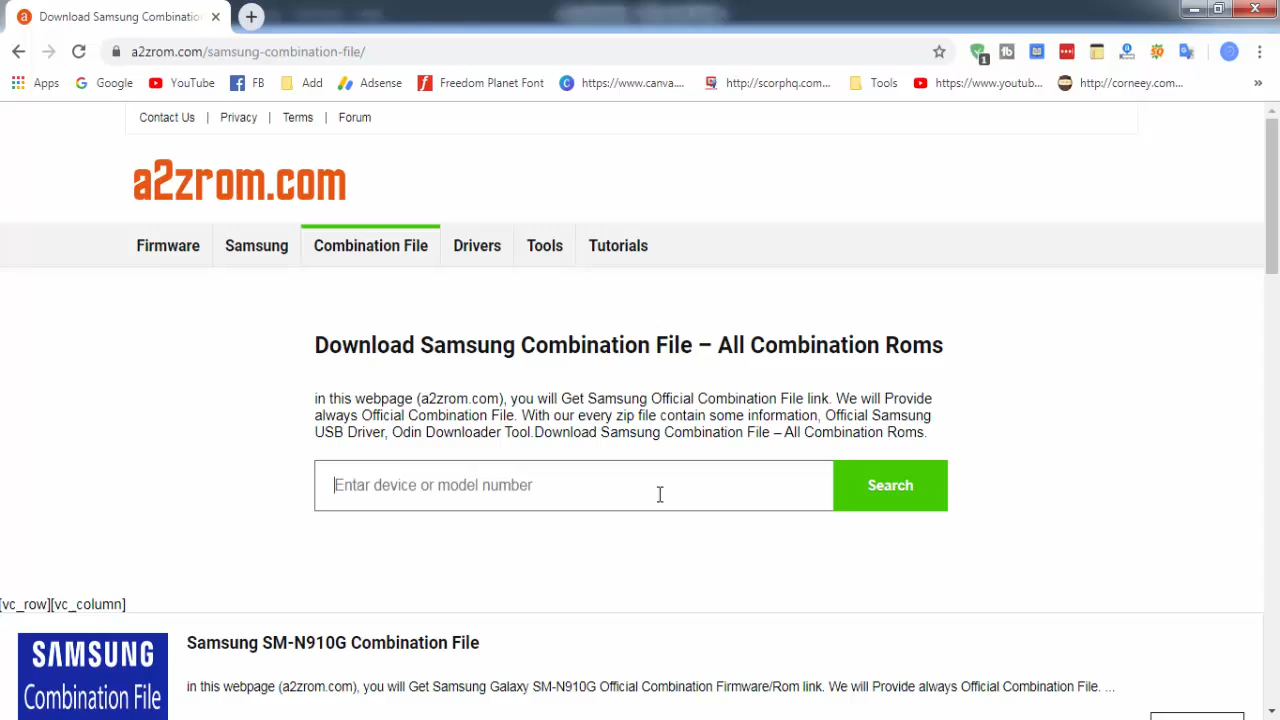 Download Samsung Combinatio
a2zrom.com/samsung-combination-file/
1
Apps
Google
YouTube
FB
Add
Adsense
Freedom Planet Font
https://www.canva....
http://scorphq.com...
Tools
https://www.youtub...
http://corneey.com...
»
Contact Us | Privacy | Terms | Forum
a2zrom.com
Firmware
Samsung
Combination File
Drivers
Tools
Tutorials
Download Samsung Combination File – All Combination Roms
in this webpage (a2zrom.com), you will Get Samsung Official Combination File link. We will Provide
always Official Combination File. With our every zip file contain some information, Official Samsung
USB Driver, Odin Downloader Tool.Download Samsung Combination File – All Combination Roms.
Entar device or model number
Search
[vc_row][vc_column]
SAMSUNG
Combination File
Samsung SM-N910G Combination File
in this webpage (a2zrom.com), you will Get Samsung Galaxy SM-N910G Official Combination Firmware/Rom link. We will Provide always Official Combination File. ...